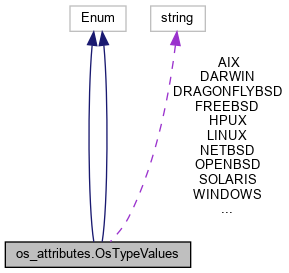 Enum
string
AIX
DARWIN
DRAGONFLYBSD
FREEBSD
HPUX
LINUX
NETBSD
OPENBSD
SOLARIS
WINDOWS
...
os_attributes.OsTypeValues